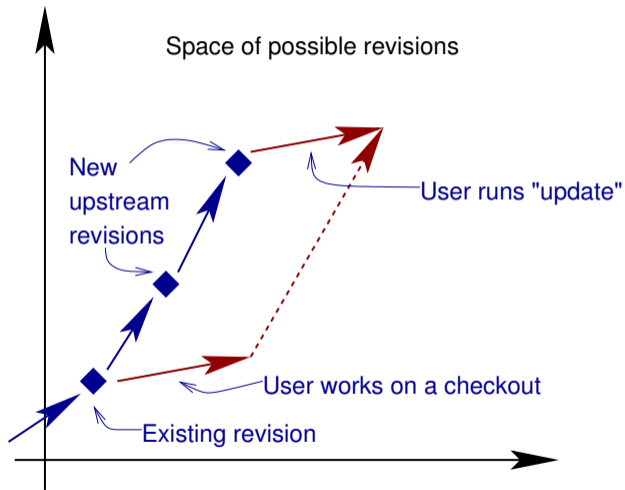 Space of possible revisions
New
upstream
revisions
User runs "update"
User works on a checkout
Existing revision